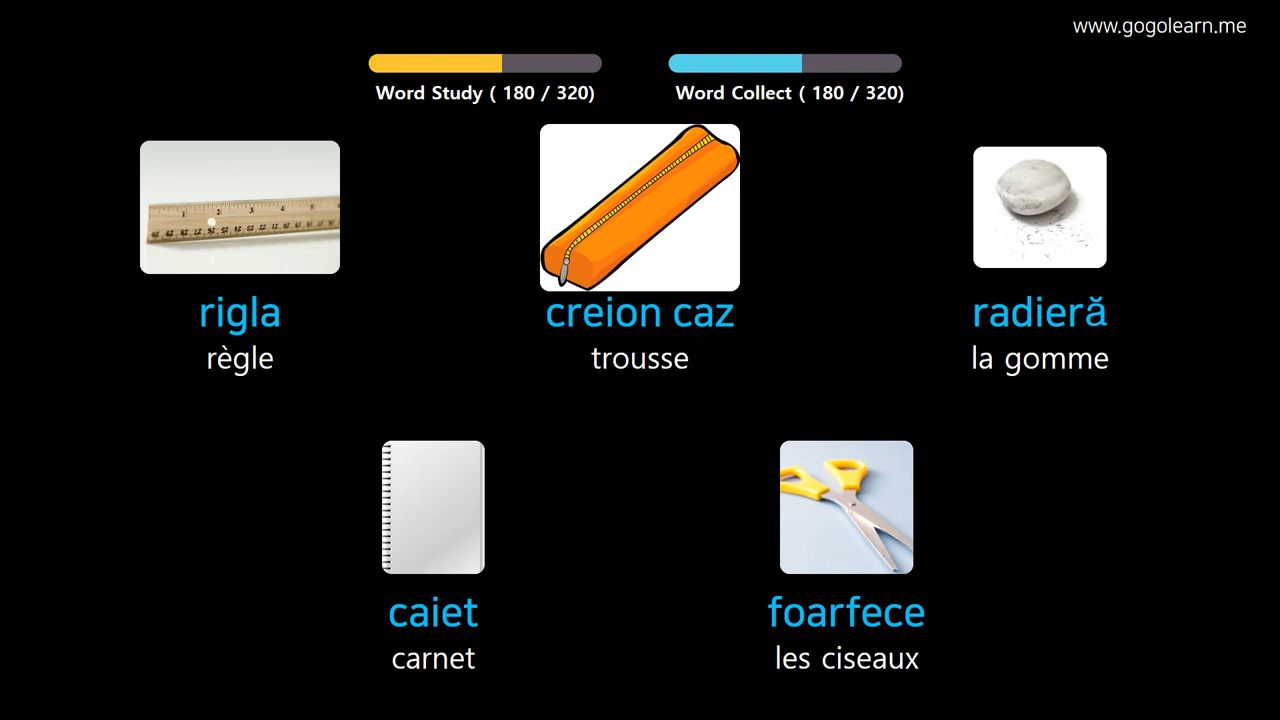 www.gogolearn.me
Word Study ( 180 / 320)
Word Collect ( 180 / 320)
rigla
règle
creion caz
trousse
radieră
la gomme
caiet
carnet
foarfece
les ciseaux